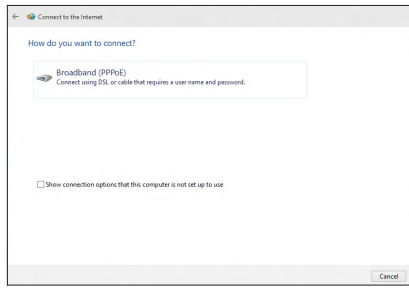 Connect to the Internet
How do you want to connect?
Broadband (PPPoE)
Connect using DSL or cable that requires a user name and password.
Show connection options that this computer is not set up to use
Cancel